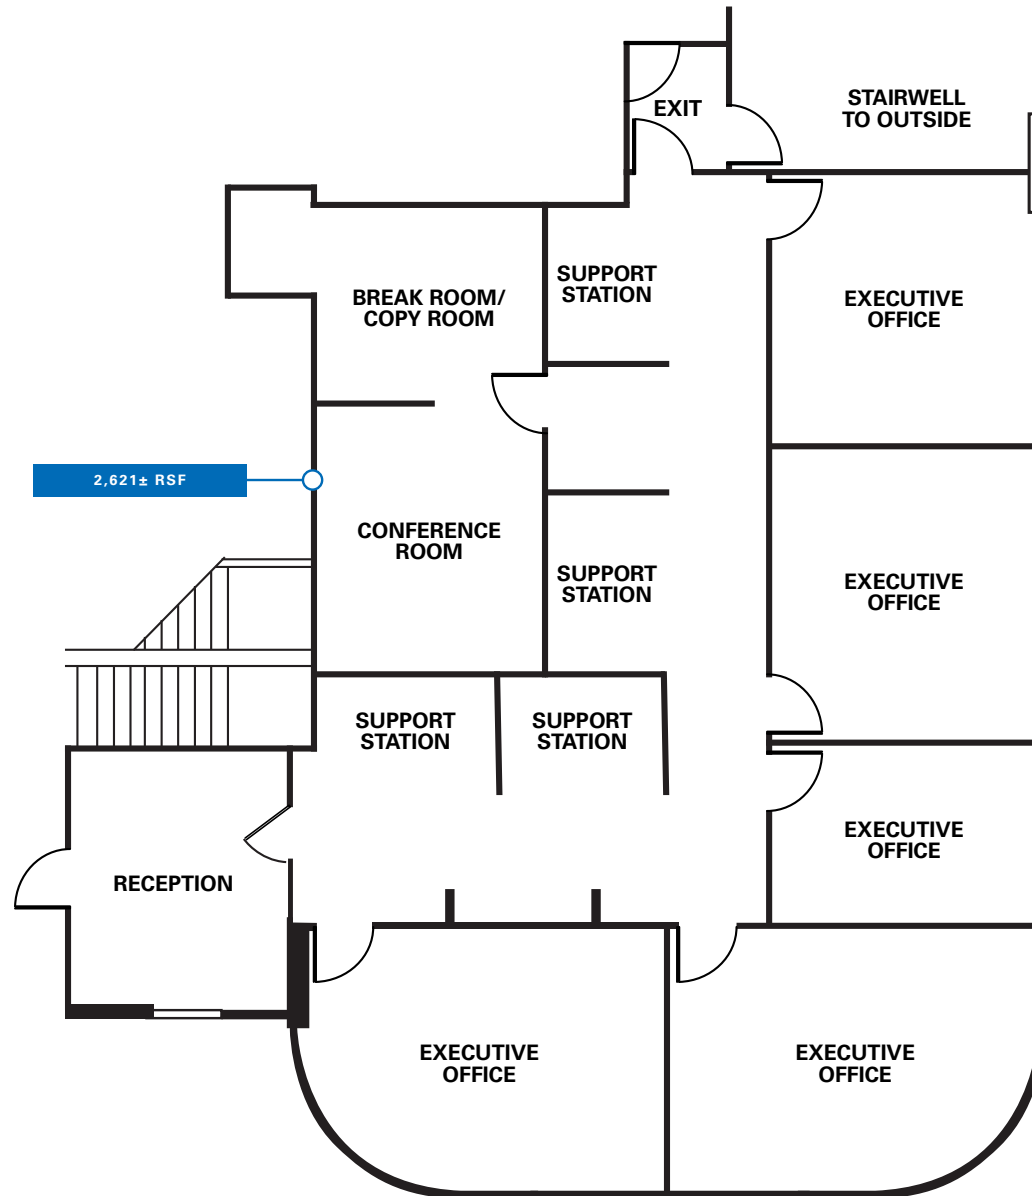 EXIT
STAIRWELL
TO OUTSIDE
SUPPORT
STATION
BREAK ROOM/
COPY ROOM
EXECUTIVE
OFFICE
2,621± RSF
CONFERENCE
ROOM
SUPPORT
STATION
EXECUTIVE
OFFICE
SUPPORT
STATION
SUPPORT
STATION
EXECUTIVE
OFFICE
RECEPTION
EXECUTIVE
OFFICE
EXECUTIVE
OFFICE